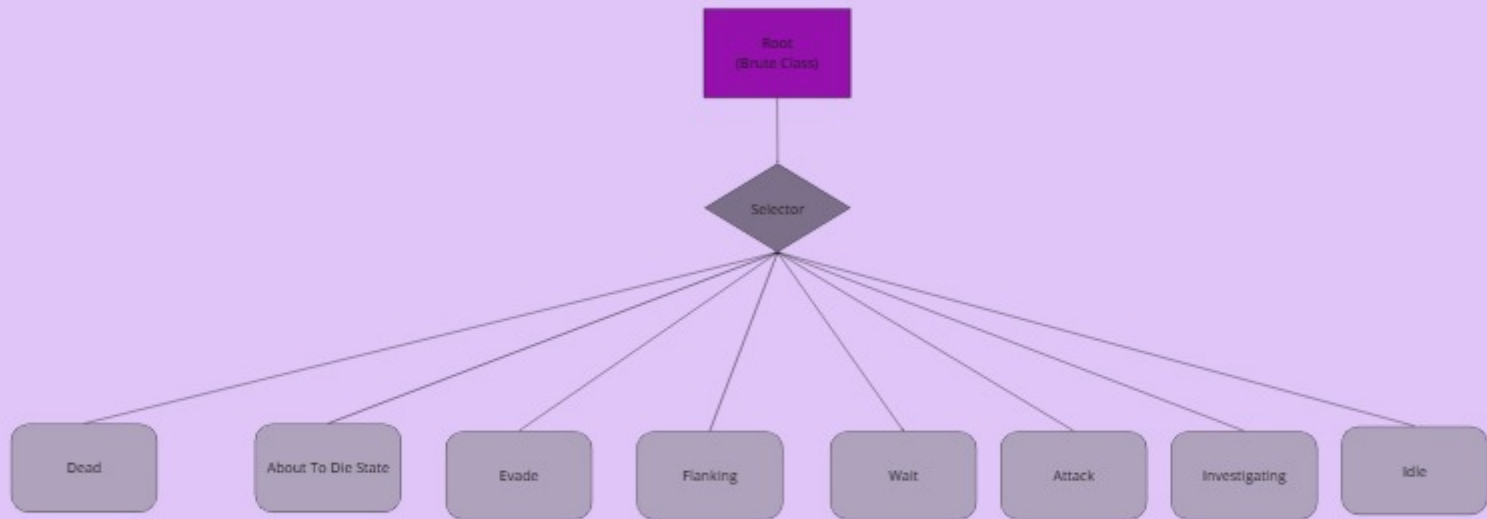 Root
(Brute Class)
Selector
Dead
About To Die State
Evade
Flanking
Wait
Attack
Investigating
Idle